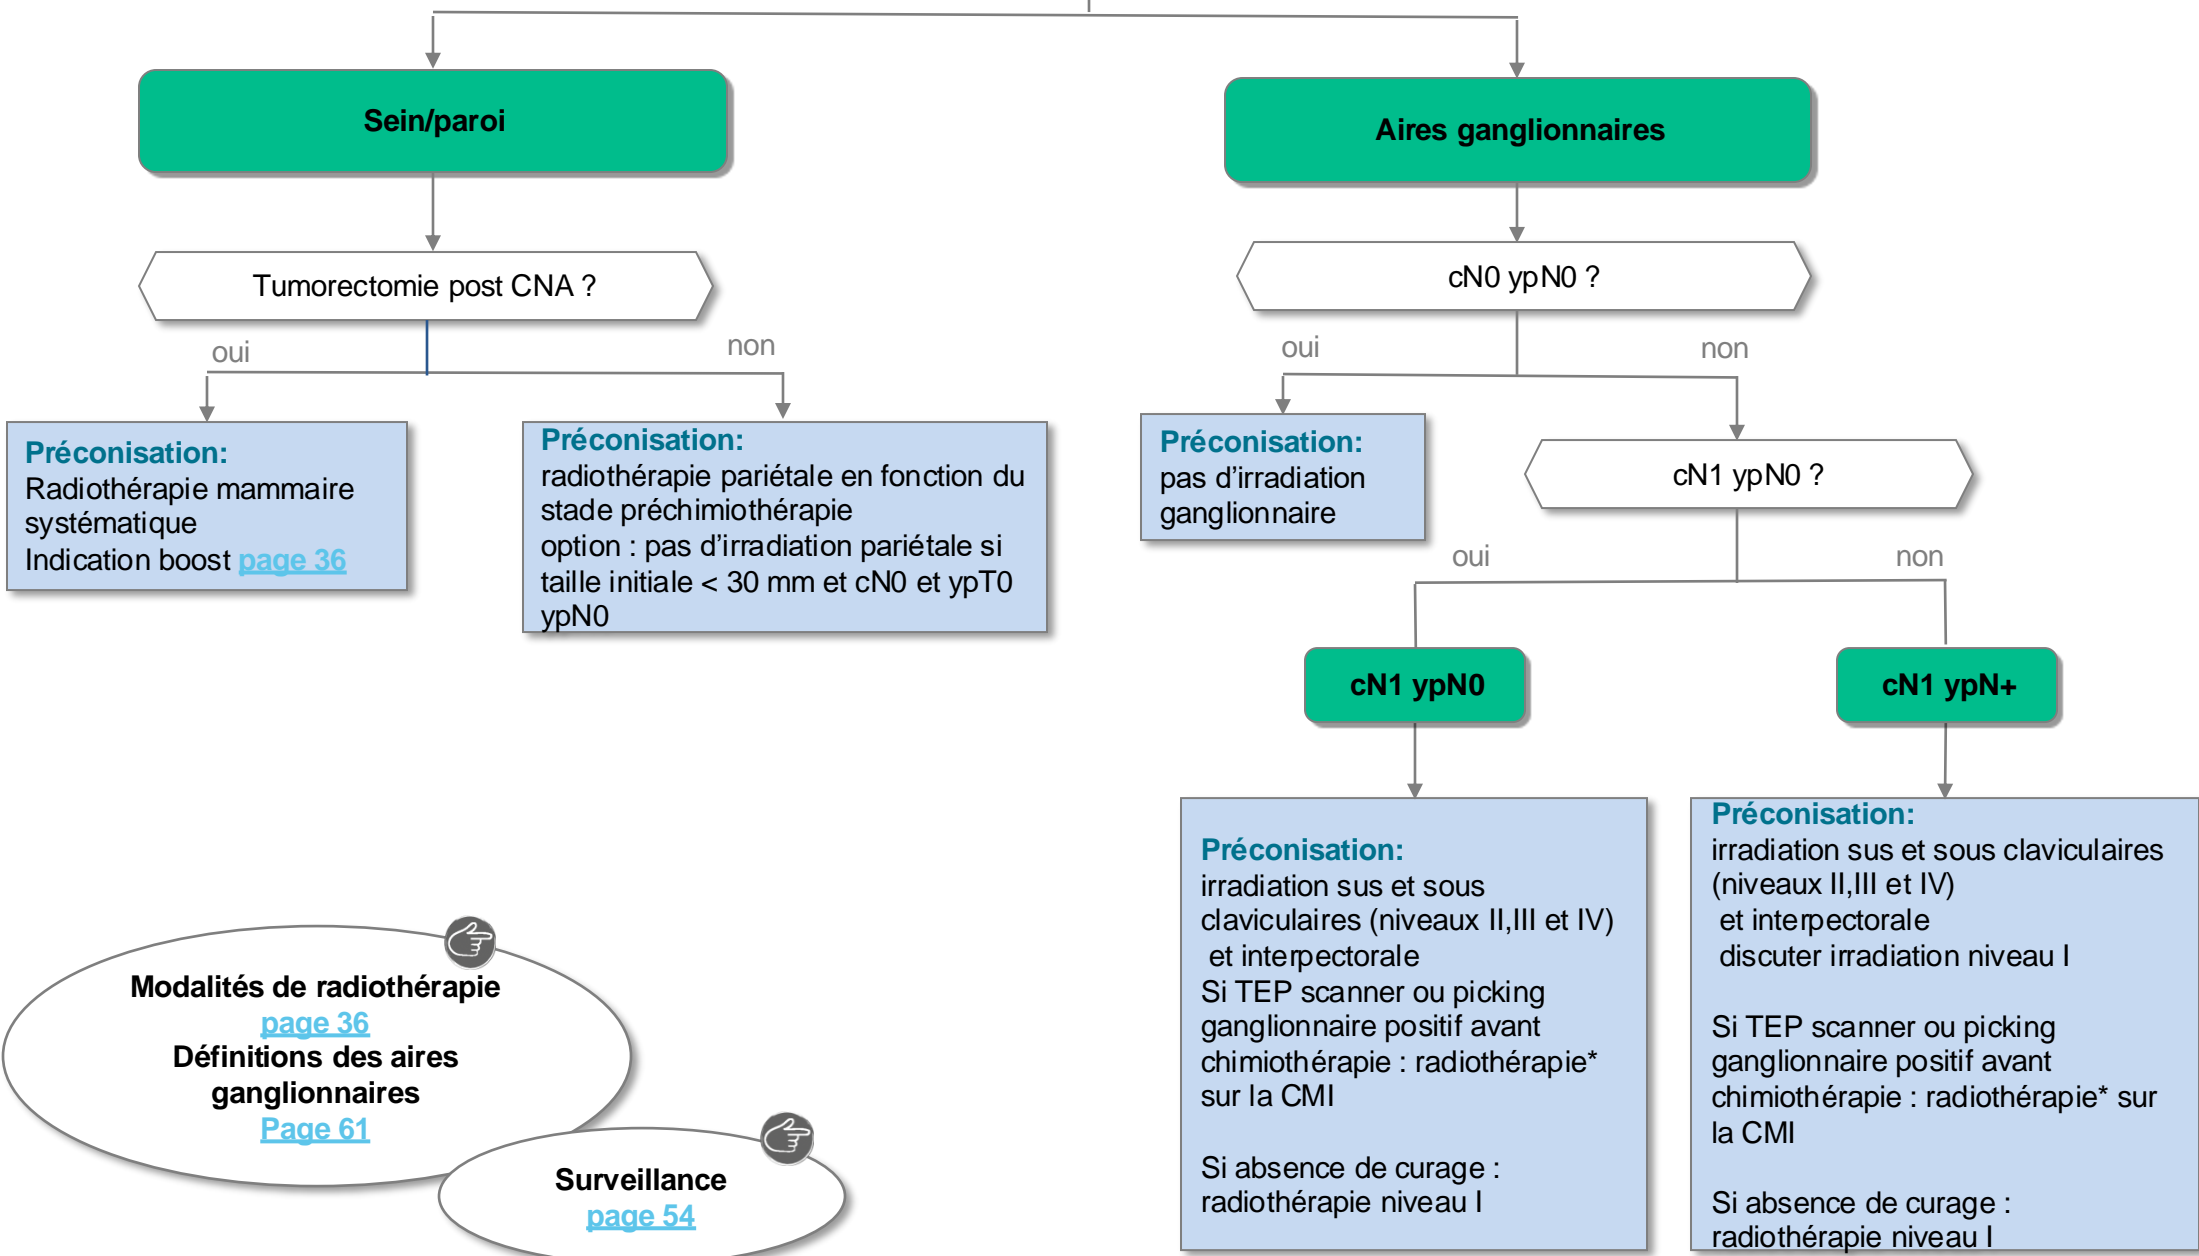 Sein/paroi
Aires ganglionnaires
Tumorectomie post CNA ?
cN0 ypN0 ?
oui
non
oui
non
Préconisation:
Radiothérapie mammaire
systématique
Indication boost page 36
Préconisation:
radiothérapie pariétale en fonction du
stade préchimiothérapie
option : pas d'irradiation pariétale si
taille initiale < 30 mm et cN0 et ypT0
ypN0
Préconisation:
pas d'irradiation
ganglionnaire
cN1 ypN0 ?
oui
non
cN1 ypN0
cN1 ypN+
Préconisation:
irradiation sus et sous
claviculaires (niveaux II,III et IV)
et interpectorale
Si TEP scanner ou picking
ganglionnaire positif avant
chimiothérapie : radiothérapie*
sur la CMI
Si absence de curage :
radiothérapie niveau I
Préconisation:
irradiation sus et sous claviculaires
(niveaux II,III et IV)
et interpectorale
discuter irradiation niveau I
Si TEP scanner ou picking
ganglionnaire positif avant
chimiothérapie : radiothérapie* sur
la CMI
Si absence de curage :
radiothérapie niveau I
Modalités de radiothérapie
page 36
Définitions des aires
ganglionnaires
Page 61
Surveillance
page 54